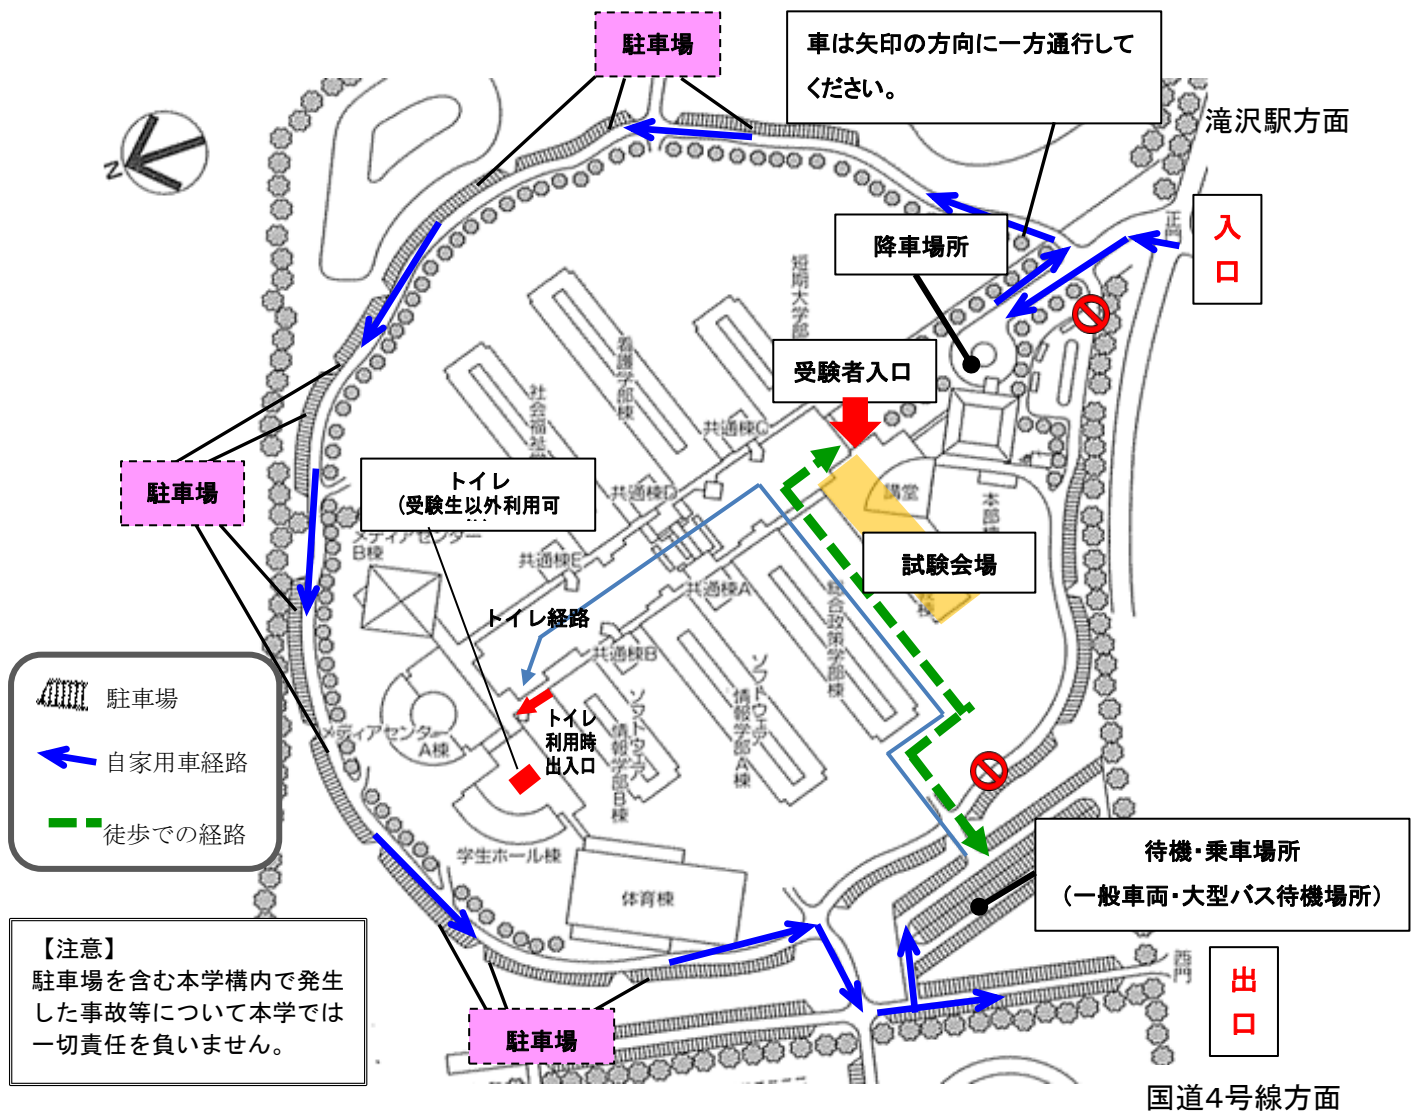 駐車場
車は矢印の方向に一方通行して
ください。
滝沢駅方面
N
正門
入
口
降車場所
短期大学部
受験者入口
看護学部棟
社会福祉
共通棟C
トイレ
(受験生以外利用可
共通棟D
講堂
本部棟
駐車場
メディアセンター
B棟
共通棟E
試験会場
共通棟A
総合政策学部棟
トイレ経路
共通棟B
ソフトウェア
情報学部A棟
ソフトウェア
情報学部B棟
駐車場
自家用車経路
徒歩での経路
メディアセンター
A棟
トイレ
利用時
出入口
学生ホール棟
体育棟
待機・乗車場所
(一般車両・大型バス待機場所)
【注意】
駐車場を含む本学構内で発生
した事故等について本学では
一切責任を負いません。
西門
出
口
駐車場
国道4号線方面